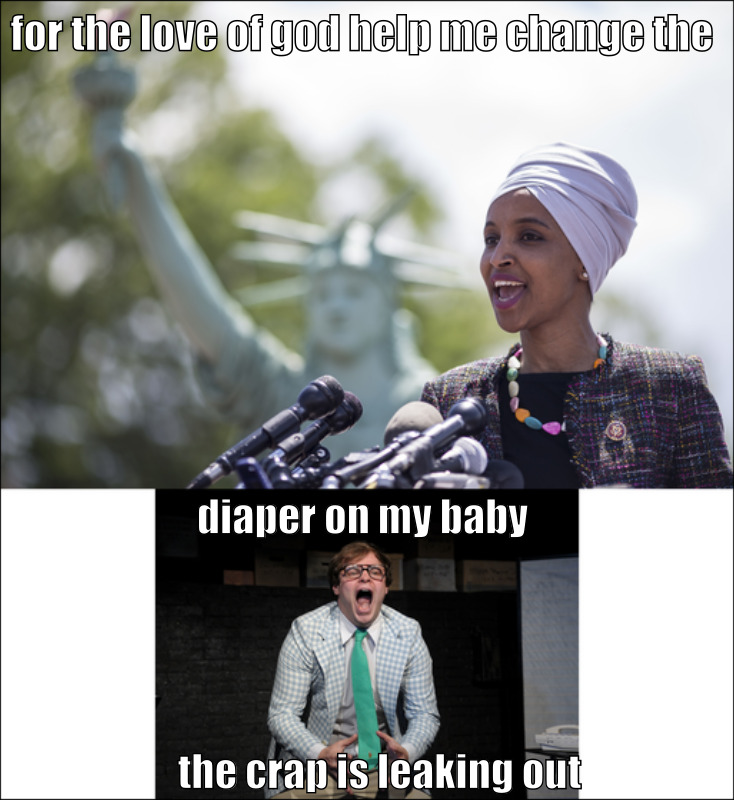 for the love of god help me change the
diaper on my baby
the crap is leaking out